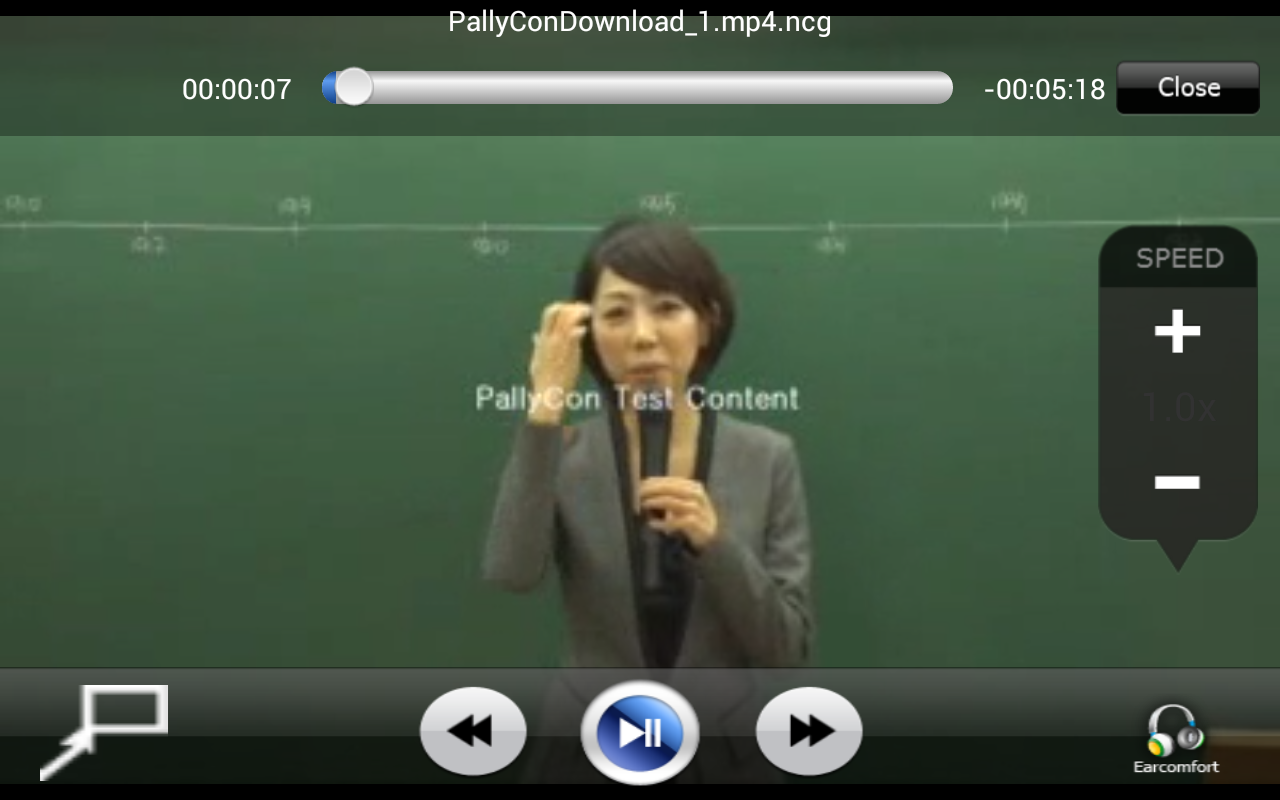 PallyConDownload_1.mp4.ncg
00:00:07
-00:05:18
Close
SPEED
1.0x
PallyCon Test Content
Earcomfort